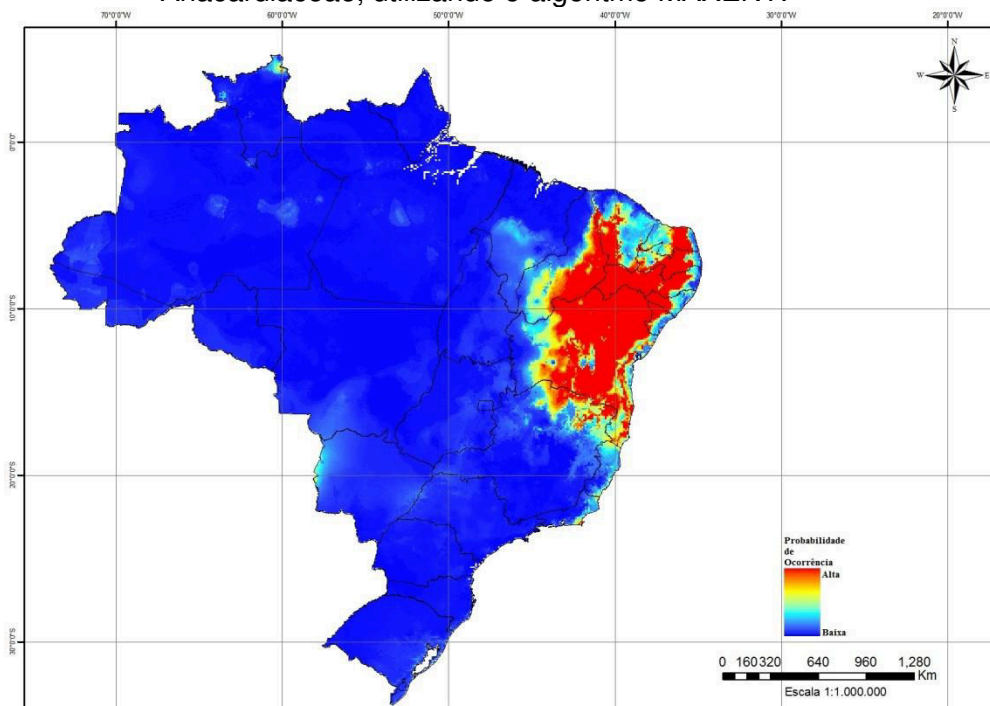 Anacardiaceae, utilizando o algoritmo MAXENT.
70°0'0"W 60°0'0"W 50°0'0"W 40°0'0"W 30°0'0"W 20°0'0"W
N
W E
S
0°0'0"
10°0'0"S
20°0'0"S
30°0'0"S
Probabilidade
de
Ocorrência
Alta
Baixa
0 160 320 640 960 1,280
Km
Escala 1:1.000.000